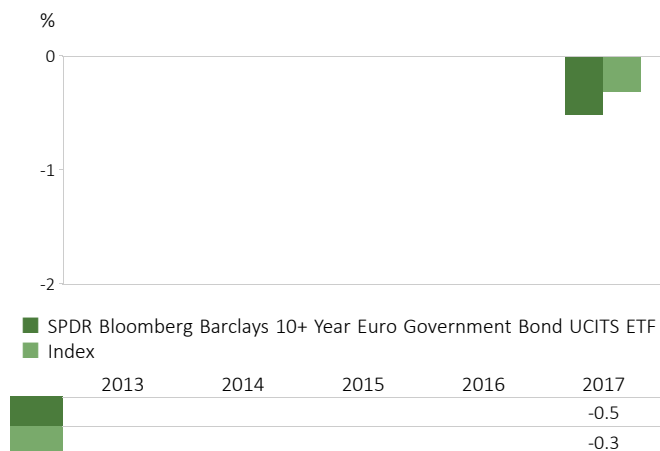 %
0
-1
-2
SPDR Bloomberg Barclays 10+ Year Euro Government Bond UCITS ETF
Index
2013 2014 2015 2016 2017
-0.5
-0.3